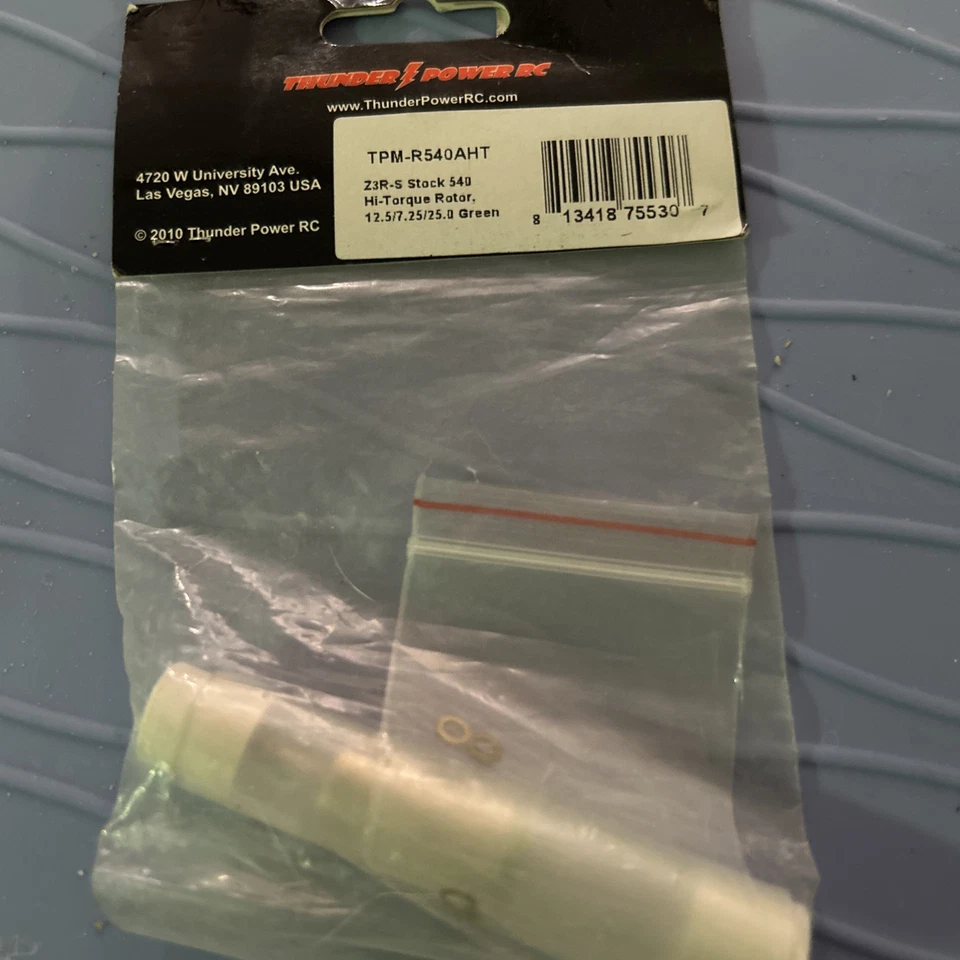 THUNDER POWER RC
www.ThunderPowerRC.com
4720 W University Ave.
Las Vegas, NV 89103 USA
© 2010 Thunder Power RC
TPM-R540AHT
Z3R-S Stock 540
Hi-Torque Rotor,
12.5/7.25/25.0 Green
8 13418 75530 7